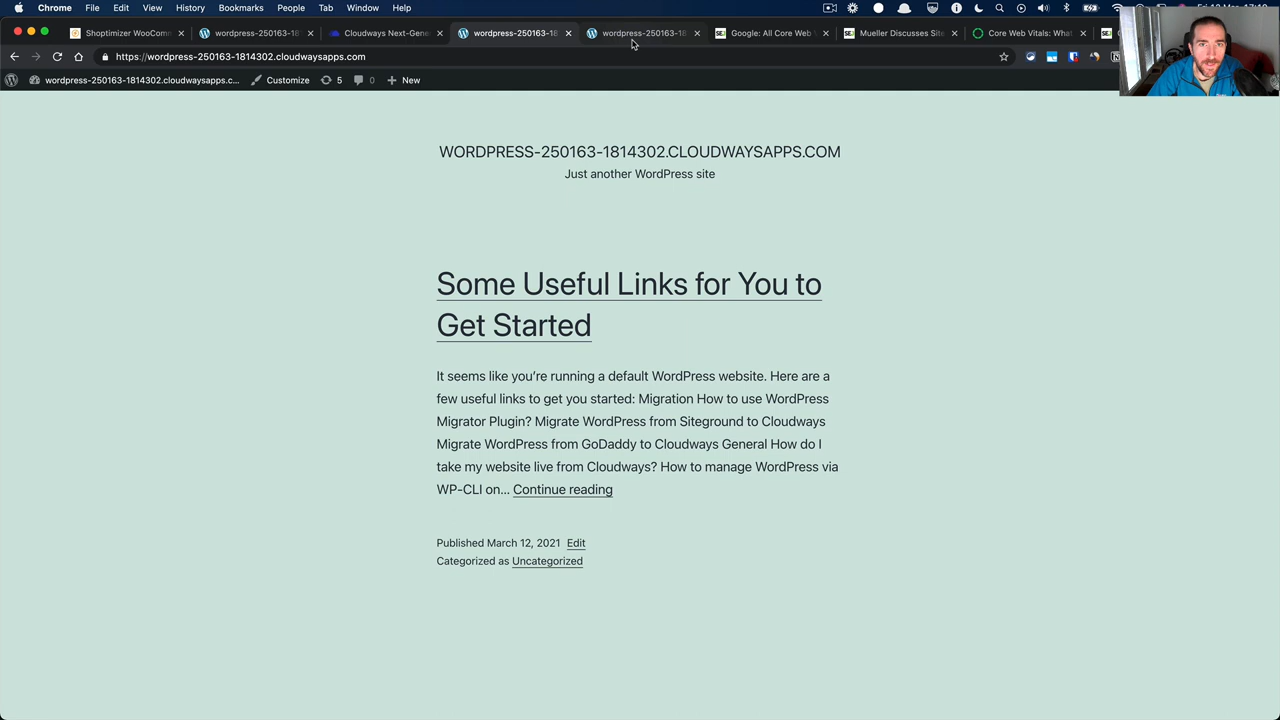 Chrome File Edit View History Bookmarks People Tab Window Help
Shoptimizer WooComm wordpress-250163-181 Cloudways Next-Gene wordpress-250163-18 wordpress-250163-18 Google: All Core Web Mueller Discusses Site Core Web Vitals: What
https://wordpress-250163-1814302.cloudwaysapps.com
wordpress-250163-1814302.cloudwaysapps.c... Customize 5 0 New
WORDPRESS-250163-1814302.CLOUDWAYSAPPS.COM
Just another WordPress site
Some Useful Links for You to
Get Started
It seems like you’re running a default WordPress website. Here are a
few useful links to get you started: Migration How to use WordPress
Migrator Plugin? Migrate WordPress from Siteground to Cloudways
Migrate WordPress from GoDaddy to Cloudways General How do I
take my website live from Cloudways? How to manage WordPress via
WP-CLI on… Continue reading
Published March 12, 2021 Edit
Categorized as Uncategorized